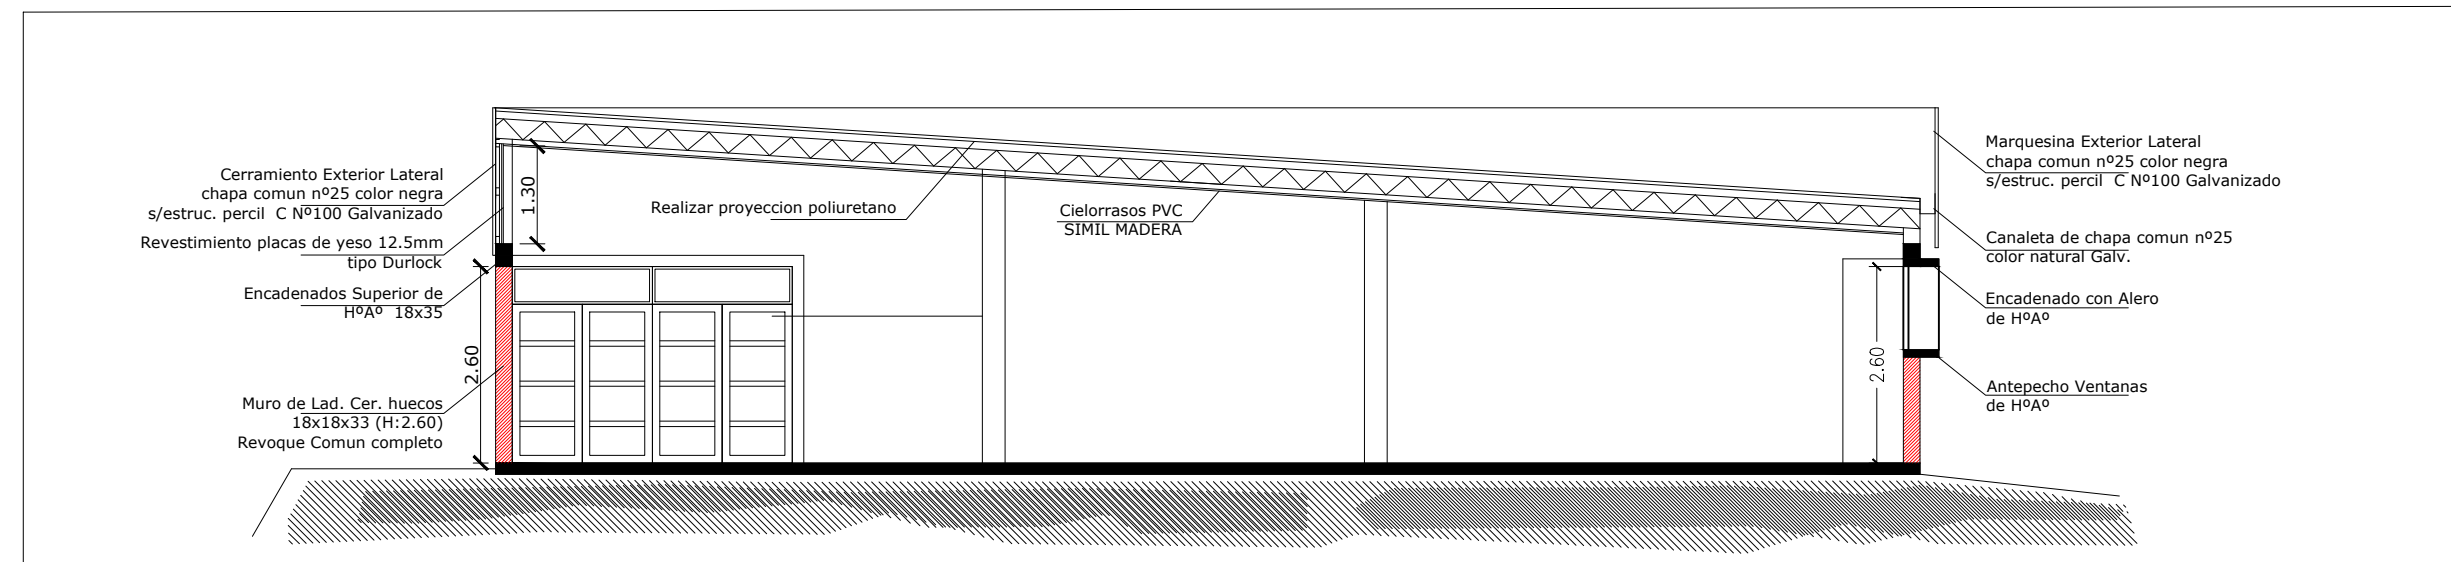 Cerramiento Exterior Lateral
chapa comun nº25 color negra
s/estruc. percil  C Nº100 Galvanizado
Revestimiento placas de yeso 12.5mm
tipo Durlock
Encadenados Superior de
HºAº  18x35
Muro de Lad. Cer. huecos
18x18x33 (H:2.60)
Revoque Comun completo
2.60
1.30
Realizar proyeccion poliuretano
Cielorrasos PVC
SIMIL MADERA
2.60
Marquesina Exterior Lateral
chapa comun nº25 color negra
s/estruc. percil  C Nº100 Galvanizado
Canaleta de chapa comun nº25
color natural Galv.
Encadenado con Alero
de HºAº
Antepecho Ventanas
de HºAº